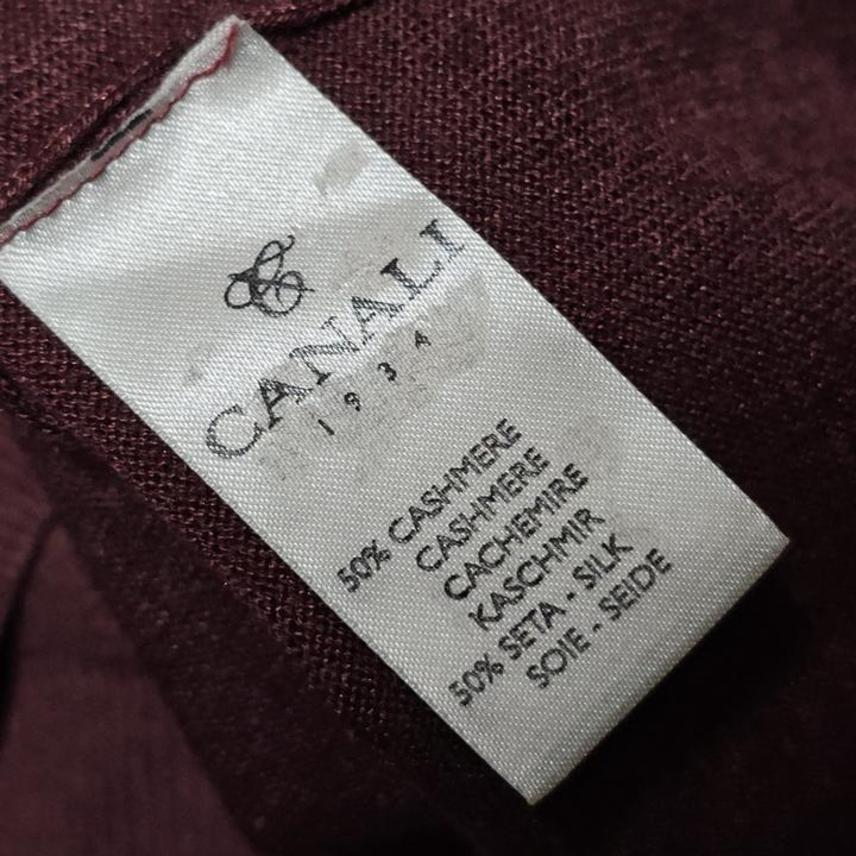 CANALI
1934
50% CASHMERE
CASHMERE
CACHEMIRE
KASCHMIR
50% SETA - SILK
SOIE - SEIDE